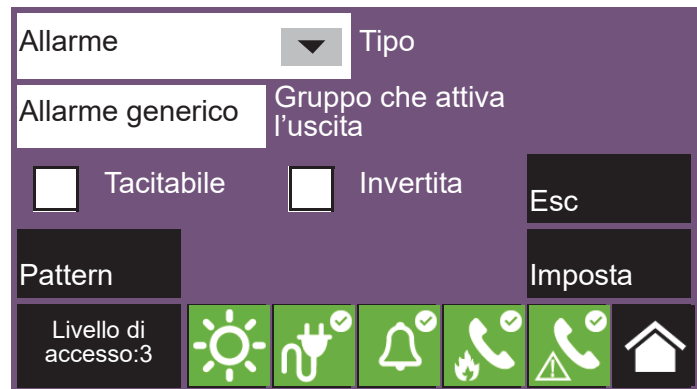 Allarme
Tipo
Allarme generico
Gruppo che attiva
l'uscita
Tacitabile
Invertita
Esc
Pattern
Imposta
Livello di
accesso:3